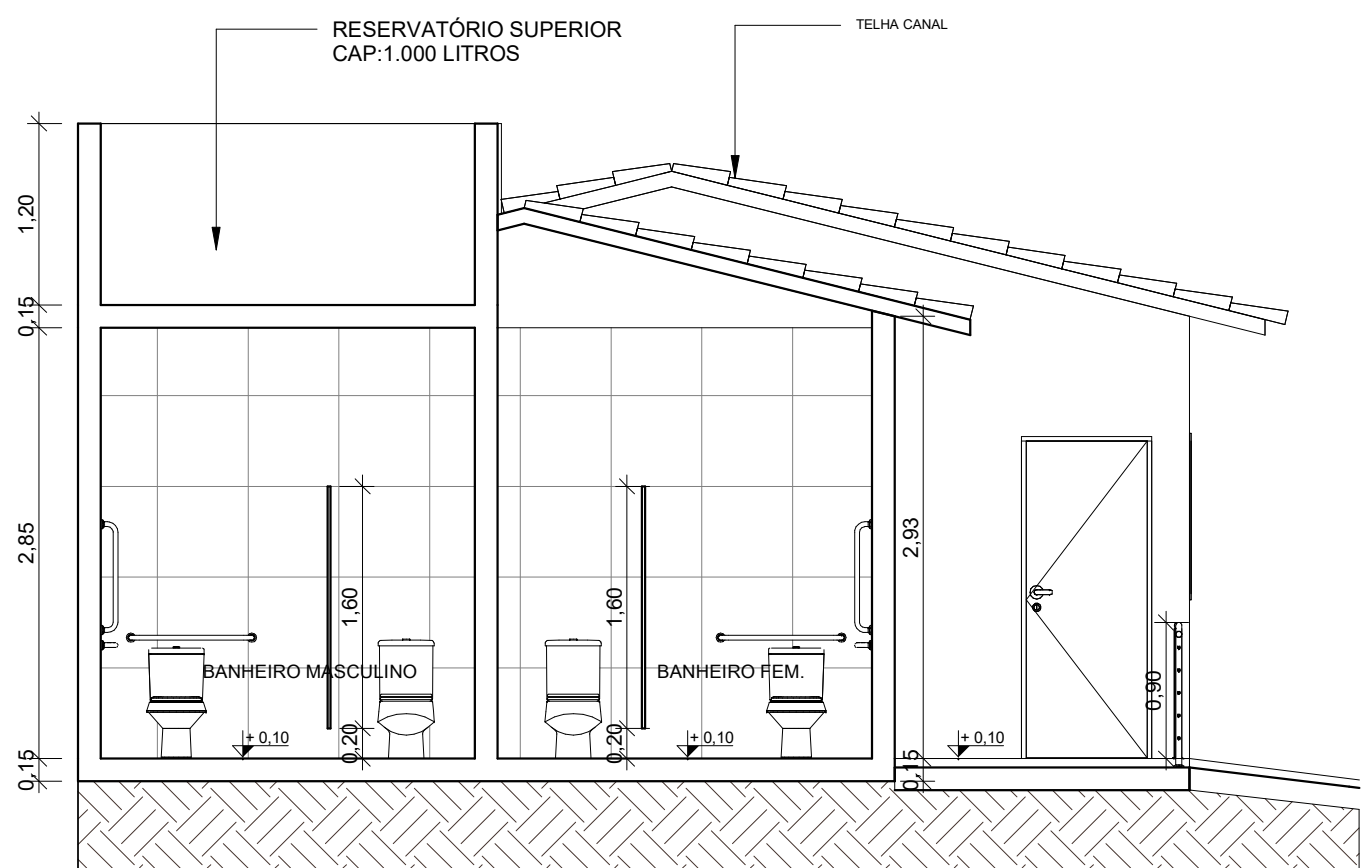 RESERVATÓRIO SUPERIOR
CAP:1.000 LITROS
TELHA CANAL
1,20
0,15
2,85
0,15
1,60
0,20
1,60
0,20
2,93
0,15
0,90
BANHEIRO MASCULINO
BANHEIRO FEM.
+ 0,10
+ 0,10
+ 0,10